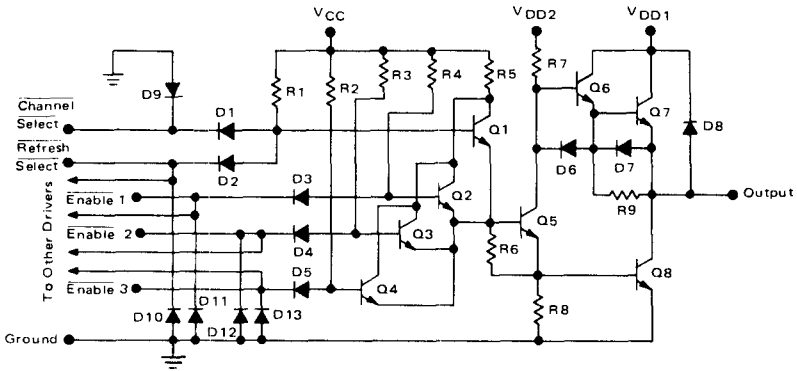 VCC
VDD2
VDD1
R1
R2
R3
R4
R5
R7
Q6
Q7
D8
D9
Channel
Select
D1
Q1
Refresh
Select
D2
D6
D7
To Other Drivers
Enable 1
D3
Q2
R9
Output
Enable 2
D4
Q3
Q5
R6
Enable 3
D5
Q4
Q8
D10
D11
D12
D13
R8
Ground